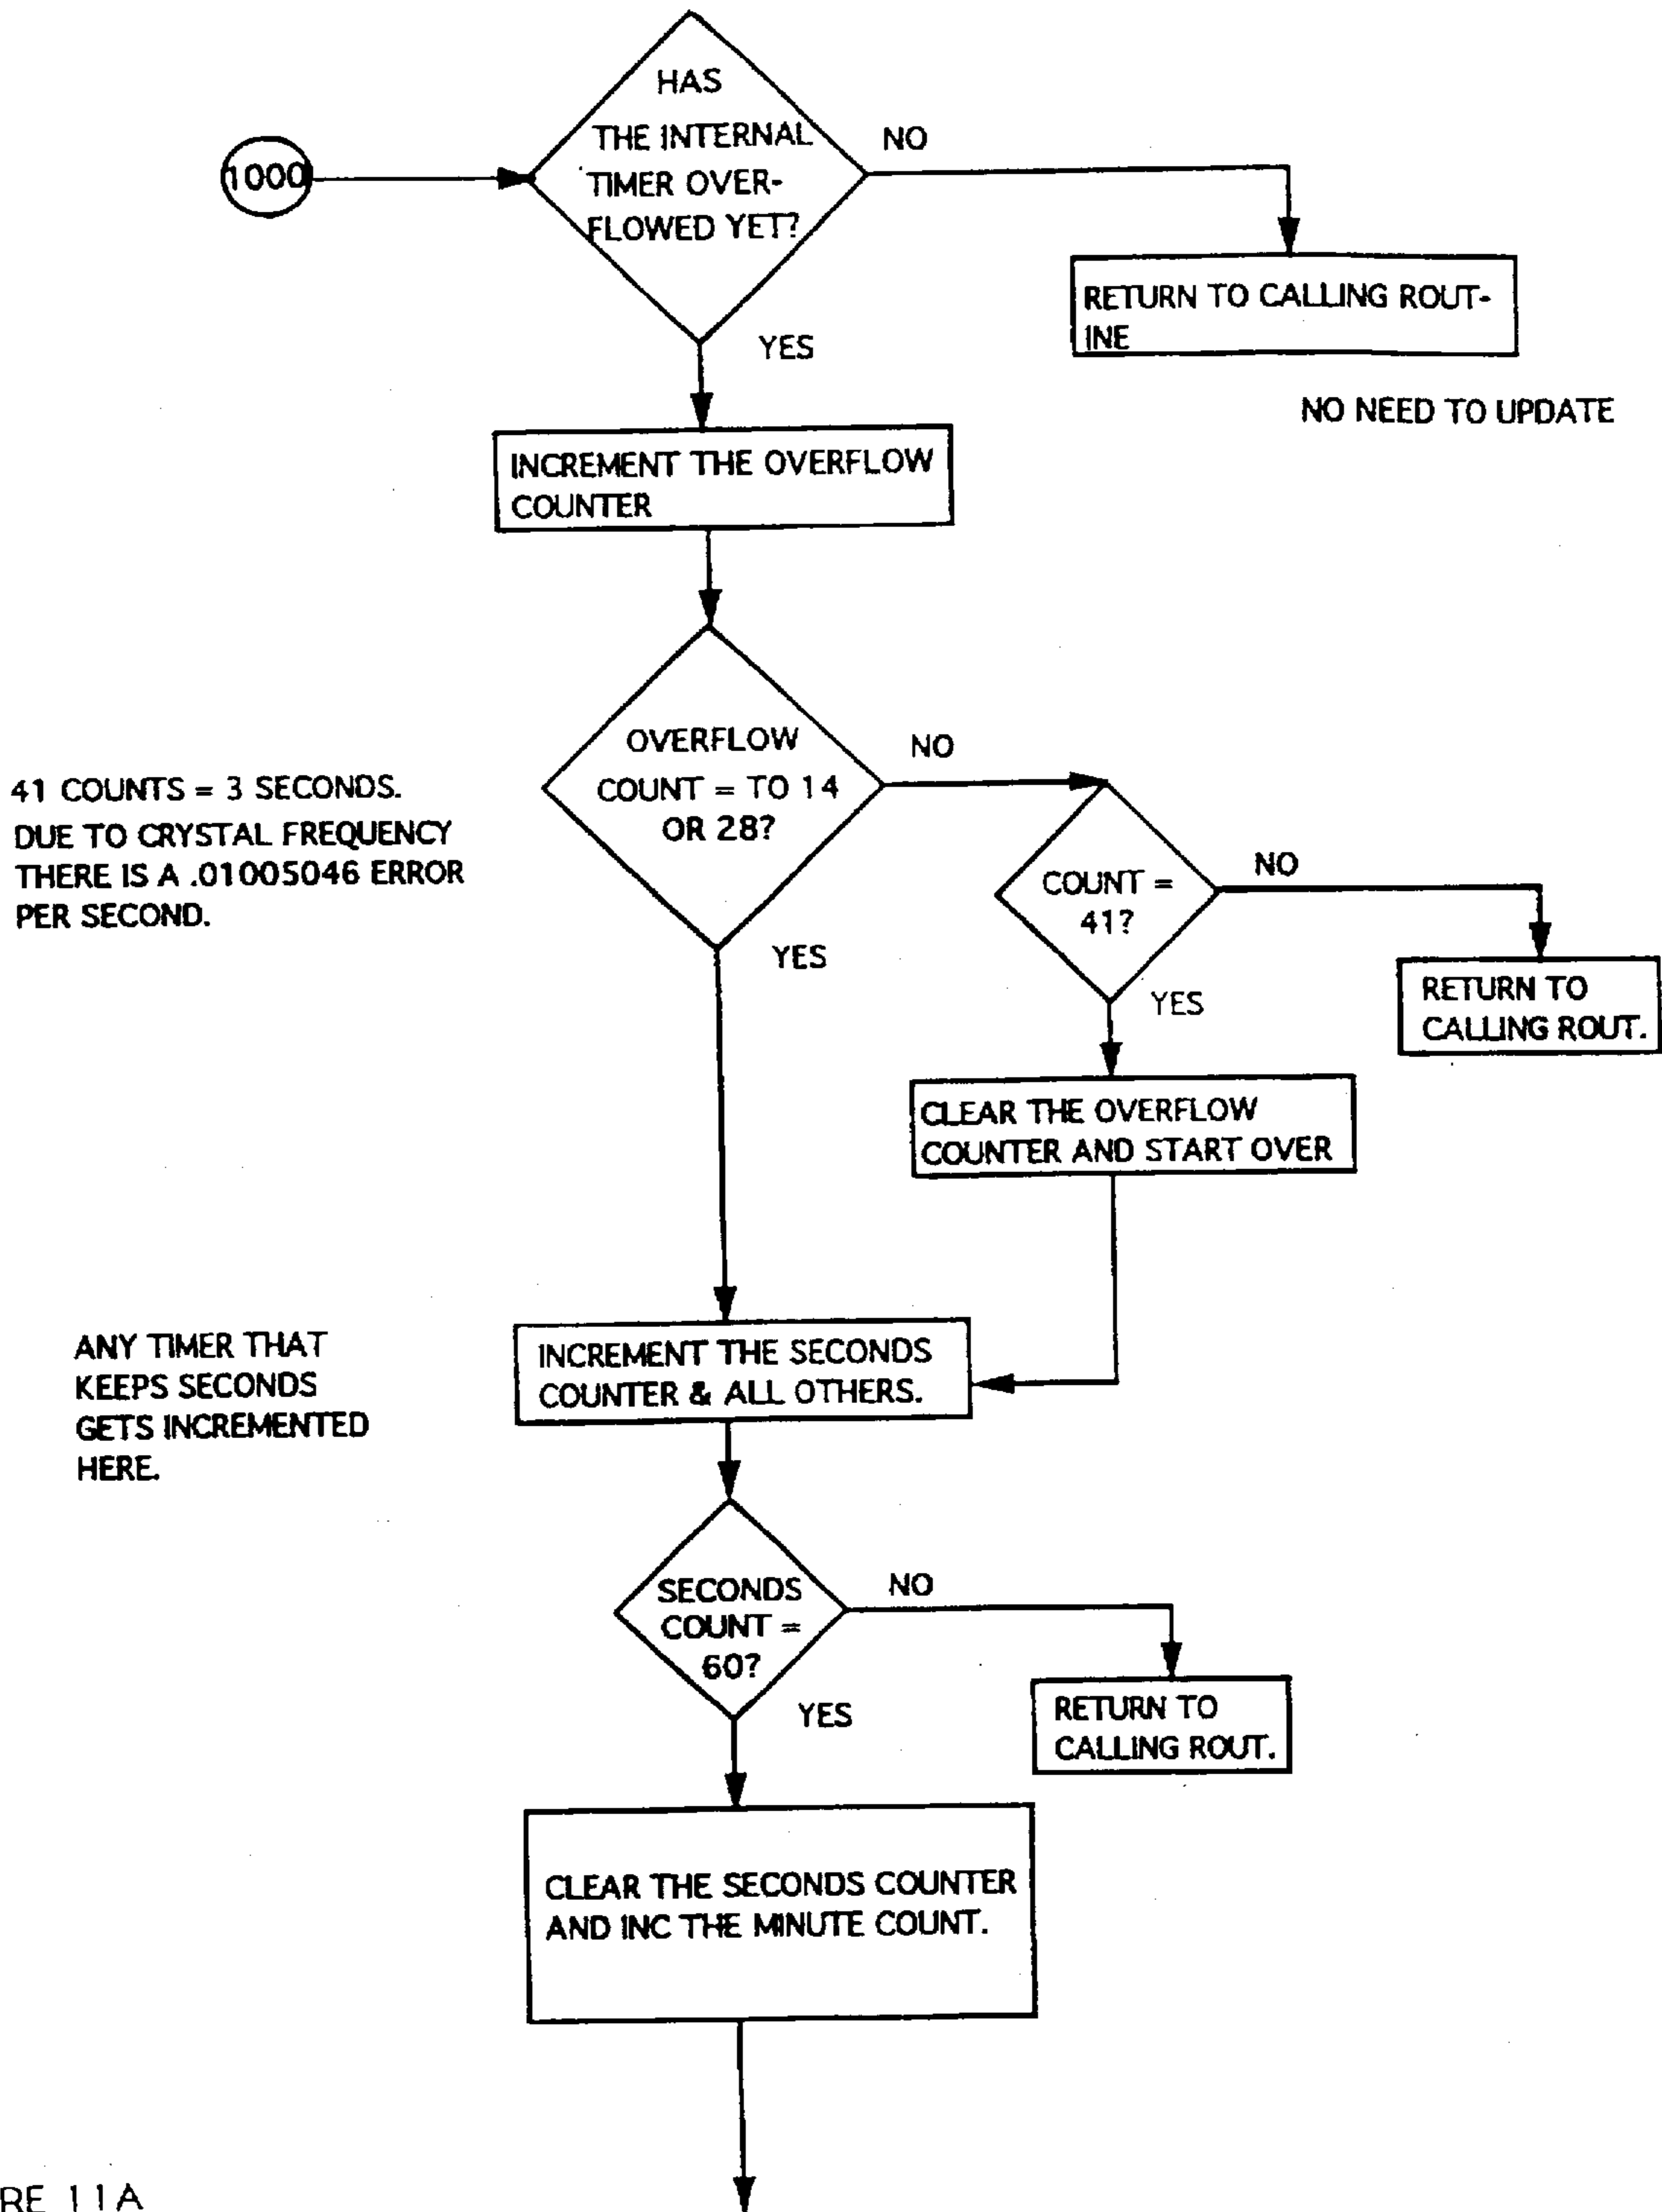 HAS
THE INTERNAL
TIMER OVER-
FLOWED YET?
1000
NO
RETURN TO CALLING ROUT-
INE
NO NEED TO UPDATE
YES
INCREMENT THE OVERFLOW
COUNTER
OVERFLOW
COUNT = TO 14
OR 28?
NO
41 COUNTS = 3 SECONDS.
DUE TO CRYSTAL FREQUENCY
THERE IS A .01005046 ERROR
PER SECOND.
COUNT =
41?
NO
YES
YES
RETURN TO
CALLING ROUT.
CLEAR THE OVERFLOW
COUNTER AND START OVER
ANY TIMER THAT
KEEPS SECONDS
GETS INCREMENTED
HERE.
INCREMENT THE SECONDS
COUNTER & ALL OTHERS.
SECONDS
COUNT =
60?
NO
YES
RETURN TO
CALLING ROUT.
CLEAR THE SECONDS COUNTER
AND INC THE MINUTE COUNT.
RE 11A